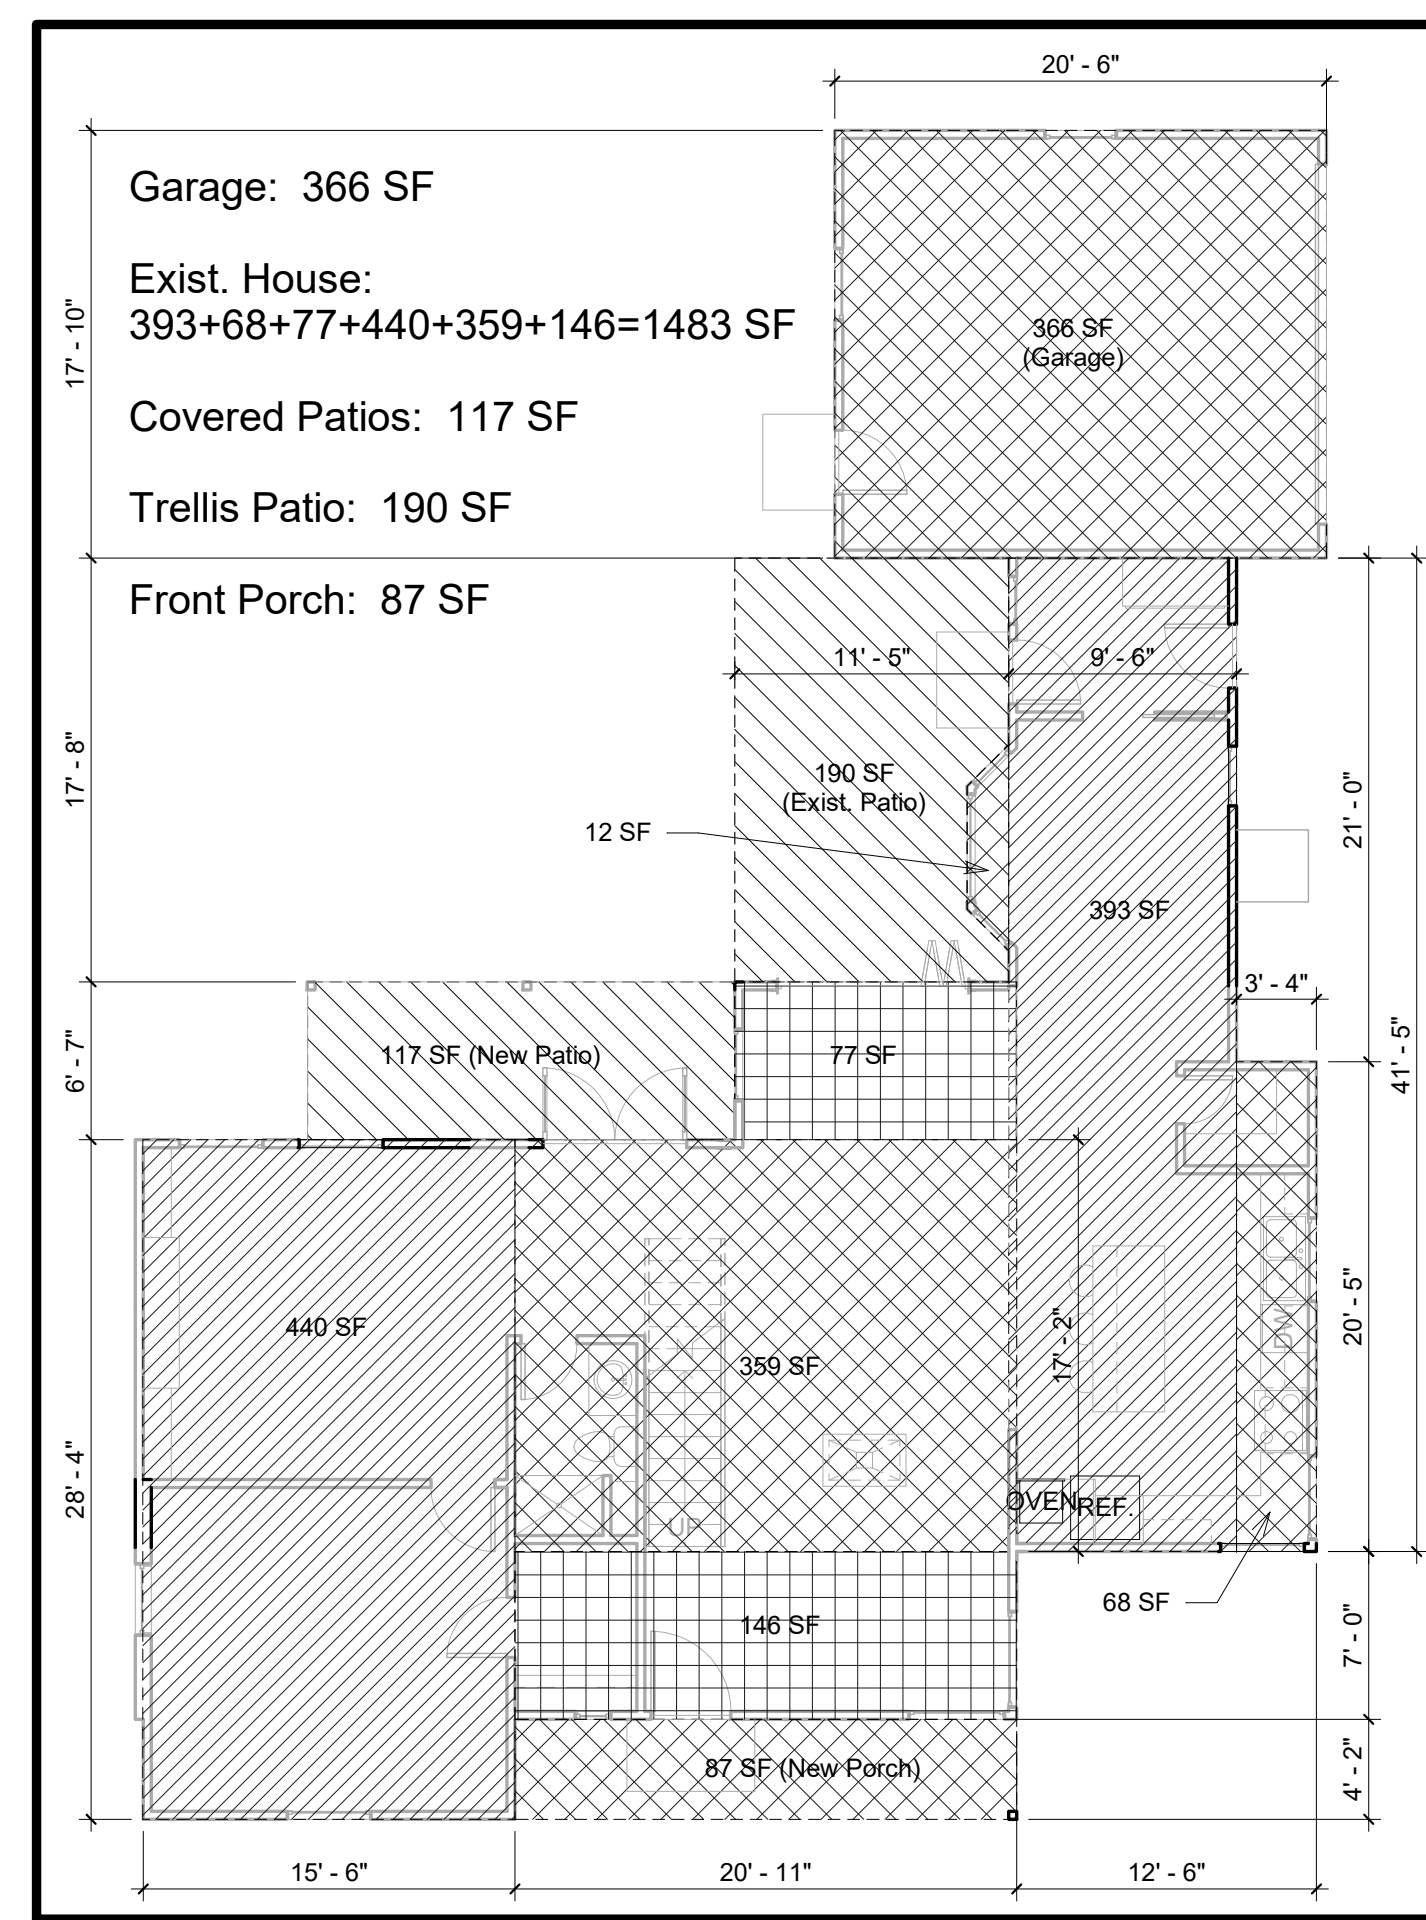 20' - 6"
Garage: 366 SF
Exist. House:
393+68+77+440+359+146=1483 SF
Covered Patios: 117 SF
Trellis Patio: 190 SF
Front Porch: 87 SF
17' - 10"
366 SF
(Garage)
11' - 5"
9' - 6"
17' - 8"
190 SF
(Exist. Patio)
12 SF
21' - 0"
393 SF
3' - 4"
41' - 5"
6' - 7"
117 SF (New Patio)
77 SF
440 SF
359 SF
17' - 2"
DW
20' - 5"
28' - 4"
UP
OVEN
REF.
68 SF
146 SF
7' - 0"
87 SF (New Porch)
4' - 2"
15' - 6"
20' - 11"
12' - 6"